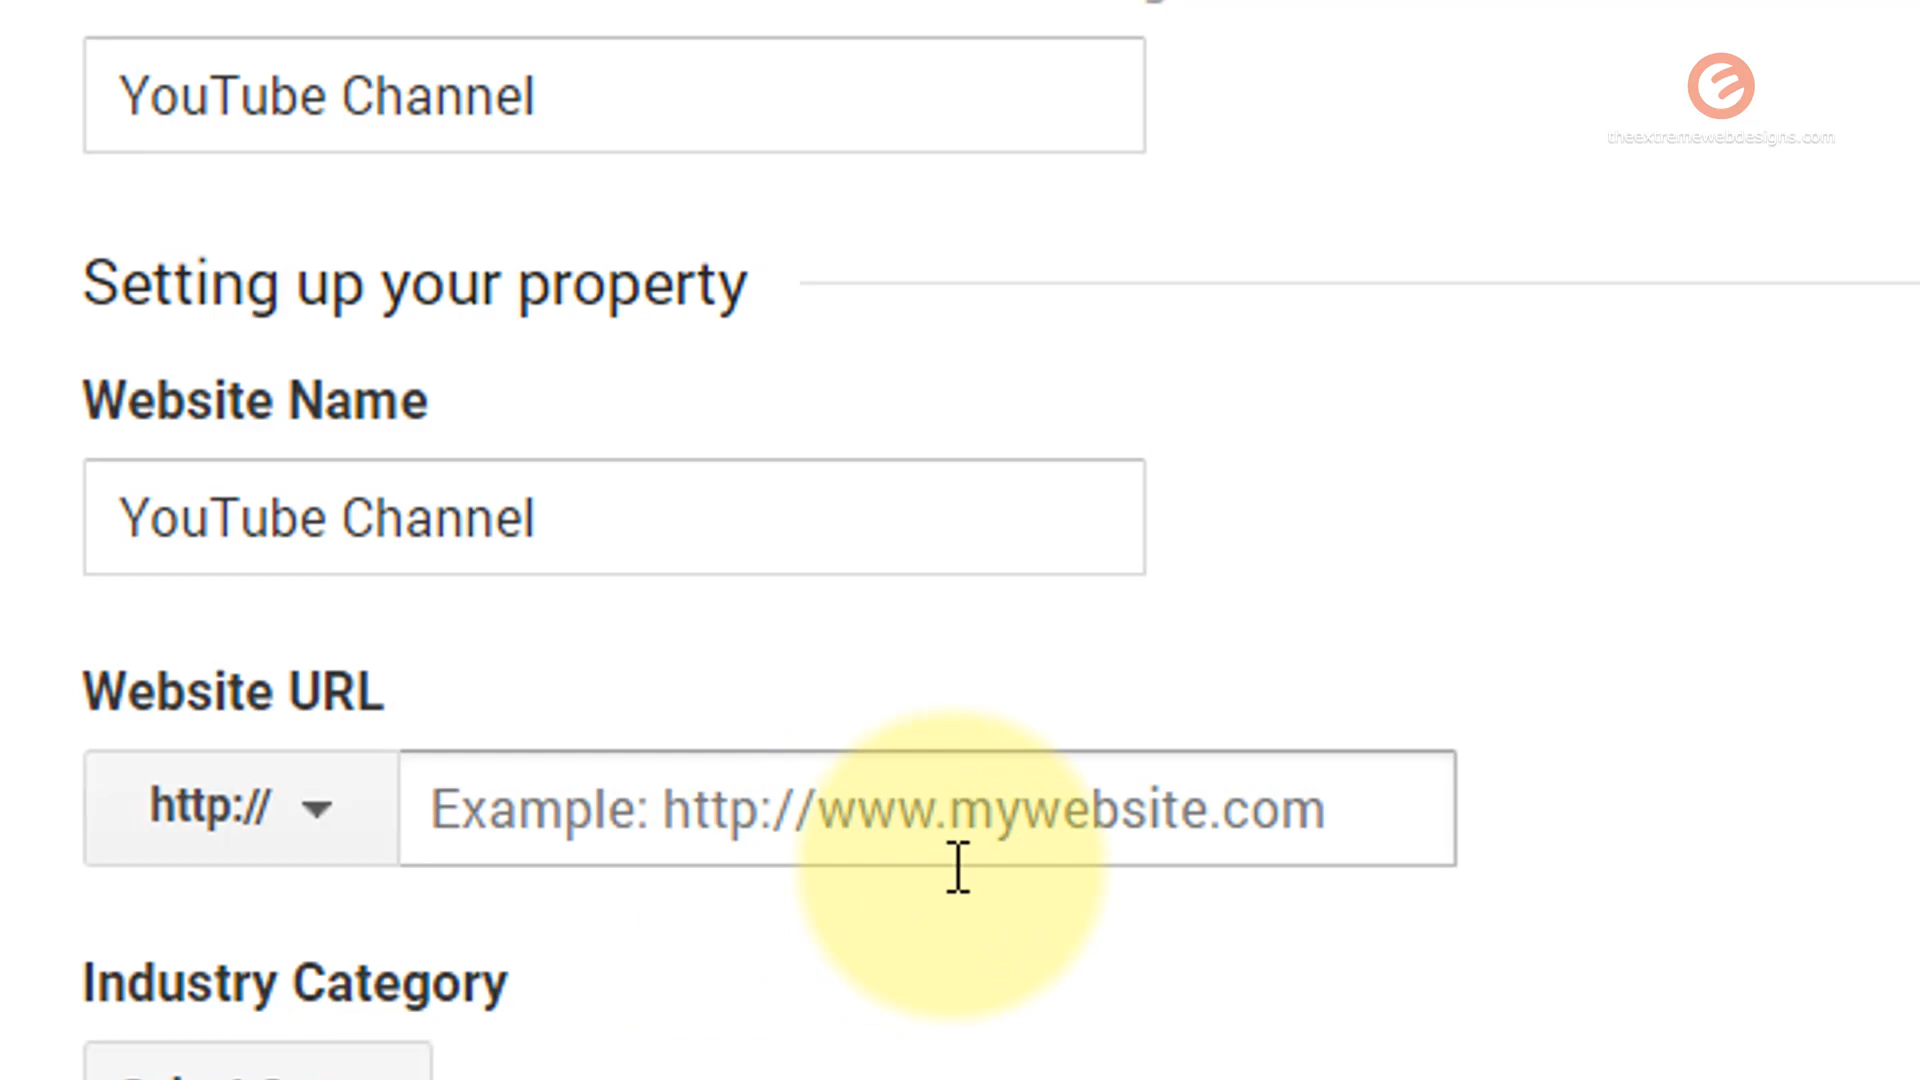 YouTube Channel
theextremewebdesigns.com
Setting up your property
Website Name
YouTube Channel
Website URL
http://
Example: http://www.mywebsite.com
Industry Category